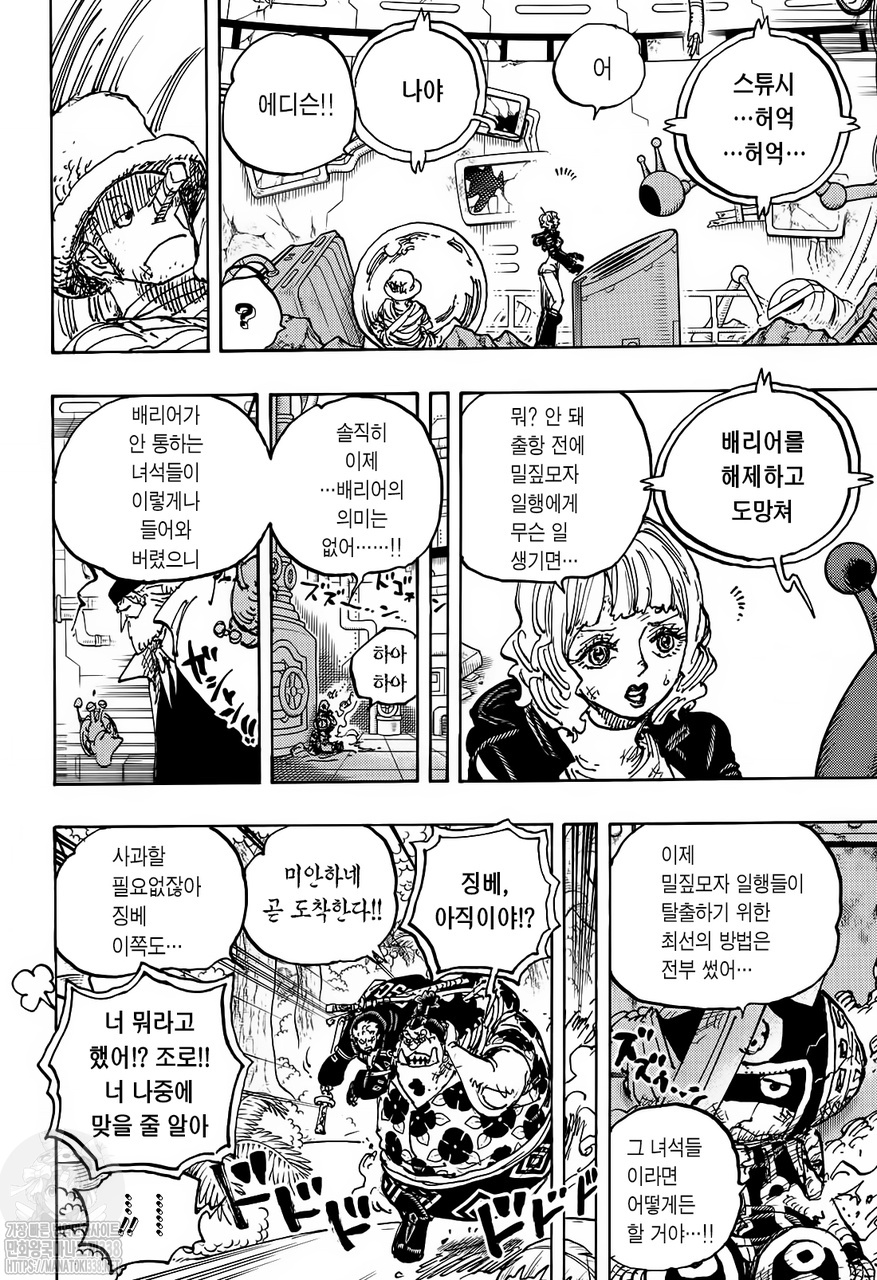 스튜시
…허억
…허억…
어
나야
에디슨!!
?
배리어를
해제하고
도망쳐
뭐? 안 돼
출항 전에
밀짚모자
일행에게
무슨 일
생기면…
솔직히
이제
…배리어의
의미는
없어……!!
하아
하아
배리어가
안 통하는
녀석들이
이렇게나
들어와
버렸으니
이제
밀짚모자 일행들이
탈출하기 위한
최선의 방법은
전부 썼어…
그 녀석들
이라면
어떻게든
할 거야…!!
징베,
아직이야!?
미안하네
곧 도착한다!!
사과할
필요없잖아
징베
이쪽도…
너 뭐라고
했어!? 조로!!
너 나중에
맞을 줄 알아
ドドドド